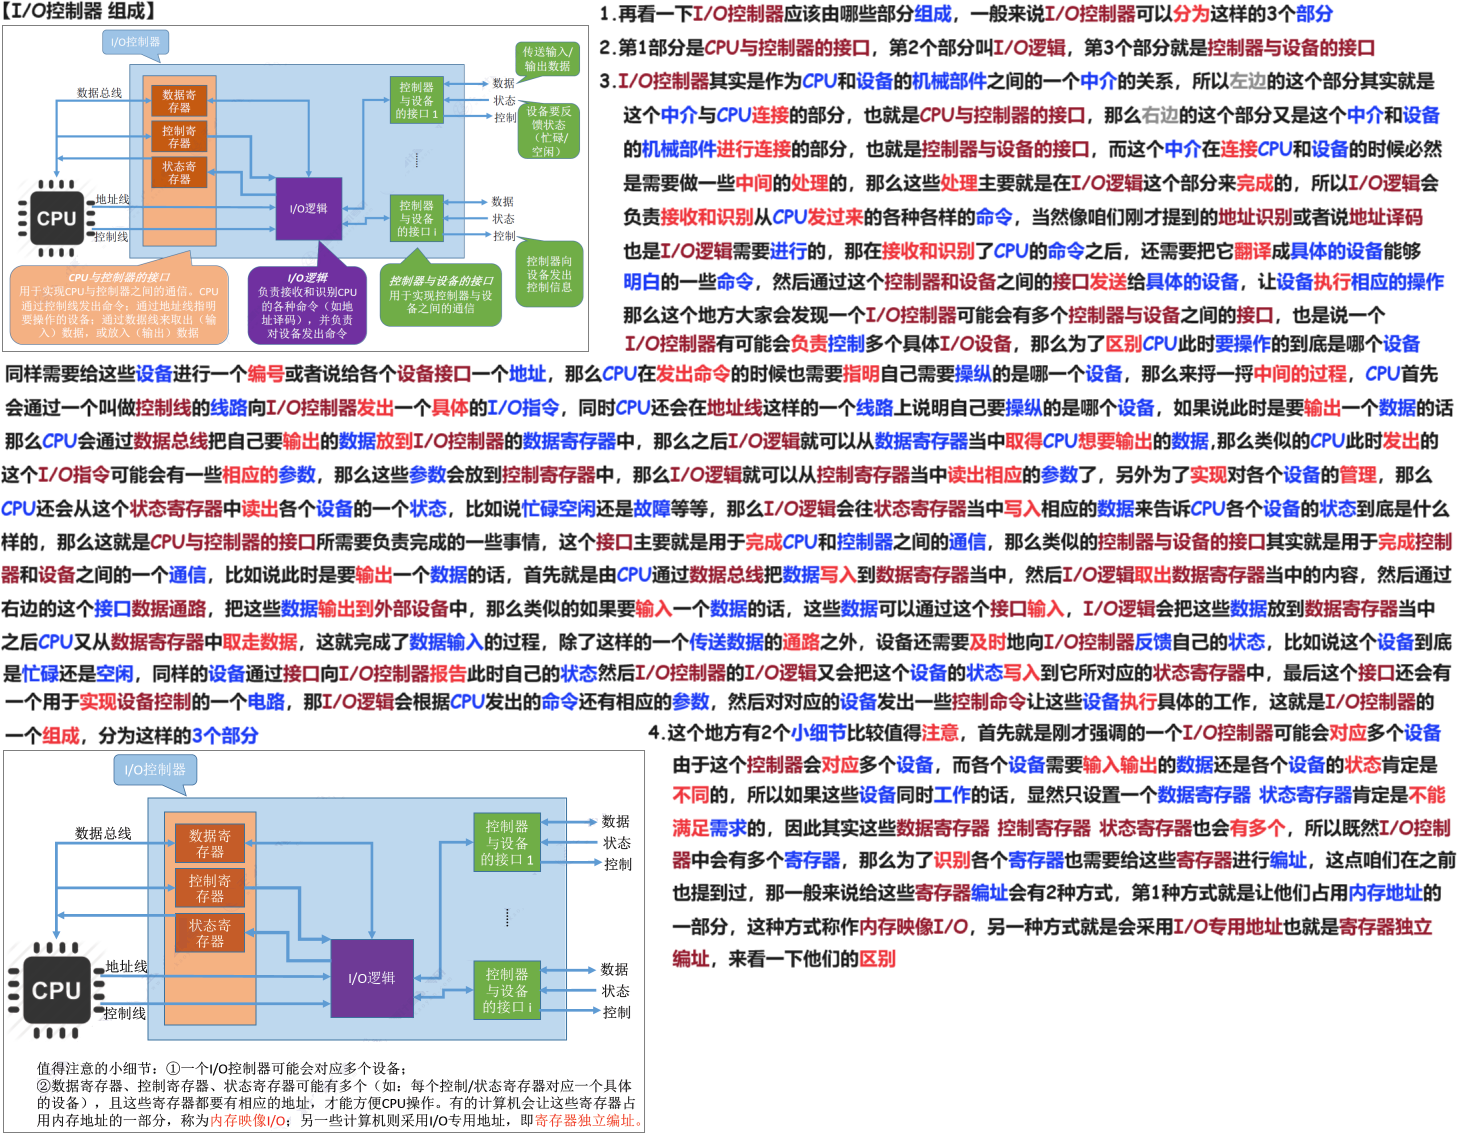 【I/O控制器 组成】
I/O控制器
传送输入/
输出数据
数据总线
数据寄
存器
控制寄
存器
状态寄
存器
控制器
与设备
的接口 1
数据
状态
控制
设备要反
馈状态
（忙碌/
空闲）
……
CPU
地址线
控制线
I/O逻辑
控制器
与设备
的接口 i
数据
状态
控制
控制器向
设备发出
控制信息
CPU与控制器的接口
用于实现CPU与控制器之间的通信。CPU
通过控制线发出命令；通过地址线指明
要操作的设备；通过数据线来取出（输
入）数据，或放入（输出）数据
I/O逻辑
负责接收和识别CPU
的各种命令（如地
址译码），并负责
对设备发出命令
控制器与设备的接口
用于实现控制器与设
备之间的通信
1.再看一下I/O控制器应该由哪些部分组成，一般来说I/O控制器可以分为这样的3个部分
2.第1部分是CPU与控制器的接口，第2个部分叫I/O逻辑，第3个部分就是控制器与设备的接口
3.I/O控制器其实是作为CPU和设备的机械部件之间的一个中介的关系，所以左边的这个部分其实就是
这个中介与CPU连接的部分，也就是CPU与控制器的接口，那么右边的这个部分又是这个中介和设备
的机械部件进行连接的部分，也就是控制器与设备的接口，而这个中介在连接CPU和设备的时候必然
是需要做一些中间的处理的，那么这些处理主要就是在I/O逻辑这个部分来完成的，所以I/O逻辑会
负责接收和识别从CPU发过来的各种各样的命令，当然像咱们刚才提到的地址识别或者说地址译码
也是I/O逻辑需要进行的，那在接收和识别了CPU的命令之后，还需要把它翻译成具体的设备能够
明白的一些命令，然后通过这个控制器和设备之间的接口发送给具体的设备，让设备执行相应的操作
那么这个地方大家会发现一个I/O控制器可能会有多个控制器与设备之间的接口，也是说一个
I/O控制器有可能会负责控制多个具体I/O设备，那么为了区别CPU此时要操作的到底是哪个设备
同样需要给这些设备进行一个编号或者说给各个设备接口一个地址，那么CPU在发出命令的时候也需要指明自己需要操纵的是哪一个设备，那么来捋一捋中间的过程，CPU首先
会通过一个叫做控制线的线路向I/O控制器发出一个具体的I/O指令，同时CPU还会在地址线这样的一个线路上说明自己要操纵的是哪个设备，如果说此时是要输出一个数据的话
那么CPU会通过数据总线把自己要输出的数据放到I/O控制器的数据寄存器中，那么之后I/O逻辑就可以从数据寄存器当中取得CPU想要输出的数据,那么类似的CPU此时发出的
这个I/O指令可能会有一些相应的参数，那么这些参数会放到控制寄存器中，那么I/O逻辑就可以从控制寄存器当中读出相应的参数了，另外为了实现对各个设备的管理，那么
CPU还会从这个状态寄存器中读出各个设备的一个状态，比如说忙碌空闲还是故障等等，那么I/O逻辑会往状态寄存器当中写入相应的数据来告诉CPU各个设备的状态到底是什么
样的，那么这就是CPU与控制器的接口所需要负责完成的一些事情，这个接口主要就是用于完成CPU和控制器之间的通信，那么类似的控制器与设备的接口其实就是用于完成控制
器和设备之间的一个通信，比如说此时是要输出一个数据的话，首先就是由CPU通过数据总线把数据写入到数据寄存器当中，然后I/O逻辑取出数据寄存器当中的内容，然后通过
右边的这个接口数据通路，把这些数据输出到外部设备中，那么类似的如果要输入一个数据的话，这些数据可以通过这个接口输入，I/O逻辑会把这些数据放到数据寄存器当中
之后CPU又从数据寄存器中取走数据，这就完成了数据输入的过程，除了这样的一个传送数据的通路之外，设备还需要及时地向I/O控制器反馈自己的状态，比如说这个设备到底
是忙碌还是空闲，同样的设备通过接口向I/O控制器报告此时自己的状态然后I/O控制器的I/O逻辑又会把这个设备的状态写入到它所对应的状态寄存器中，最后这个接口还会有
一个用于实现设备控制的一个电路，那I/O逻辑会根据CPU发出的命令还有相应的参数，然后对对应的设备发出一些控制命令让这些设备执行具体的工作，这就是I/O控制器的
一个组成，分为这样的3个部分
I/O控制器
数据总线
数据寄
存器
控制寄
存器
状态寄
存器
控制器
与设备
的接口 1
数据
状态
控制
……
CPU
地址线
控制线
I/O逻辑
控制器
与设备
的接口 i
数据
状态
控制
值得注意的小细节：①一个I/O控制器可能会对应多个设备；
②数据寄存器、控制寄存器、状态寄存器可能有多个（如：每个控制/状态寄存器对应一个具体
的设备），且这些寄存器都要有相应的地址，才能方便CPU操作。有的计算机会让这些寄存器占
用内存地址的一部分，称为内存映像I/O；另一些计算机则采用I/O专用地址，即寄存器独立编址。
4.这个地方有2个小细节比较值得注意，首先就是刚才强调的一个I/O控制器可能会对应多个设备
由于这个控制器会对应多个设备，而各个设备需要输入输出的数据还是各个设备的状态肯定是
不同的，所以如果这些设备同时工作的话，显然只设置一个数据寄存器 状态寄存器肯定是不能
满足需求的，因此其实这些数据寄存器 控制寄存器 状态寄存器也会有多个，所以既然I/O控制
器中会有多个寄存器，那么为了识别各个寄存器也需要给这些寄存器进行编址，这点咱们在之前
也提到过，那一般来说给这些寄存器编址会有2种方式，第1种方式就是让他们占用内存地址的
一部分，这种方式称作内存映像I/O，另一种方式就是会采用I/O专用地址也就是寄存器独立
编址，来看一下他们的区别